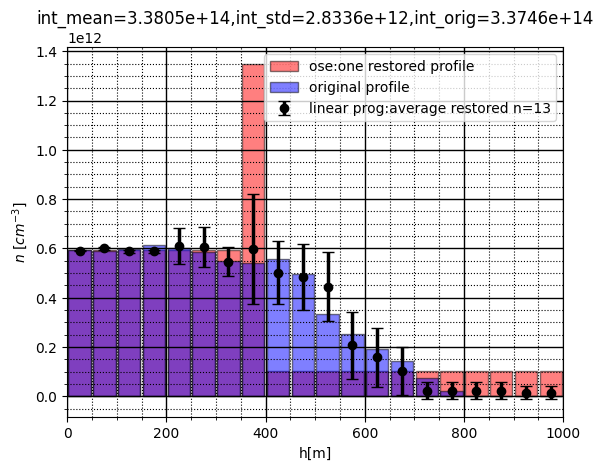 int_mean=3.3805e+14,int_std=2.8336e+12,int_orig=3.3746e+14
1e12
1.4
1.2
1.0
0.8
0.6
0.4
0.2
0.0
n [cm⁻³]
ose:one restored profile
original profile
linear prog:average restored n=13
0 200 400 600 800 1000
h[m]